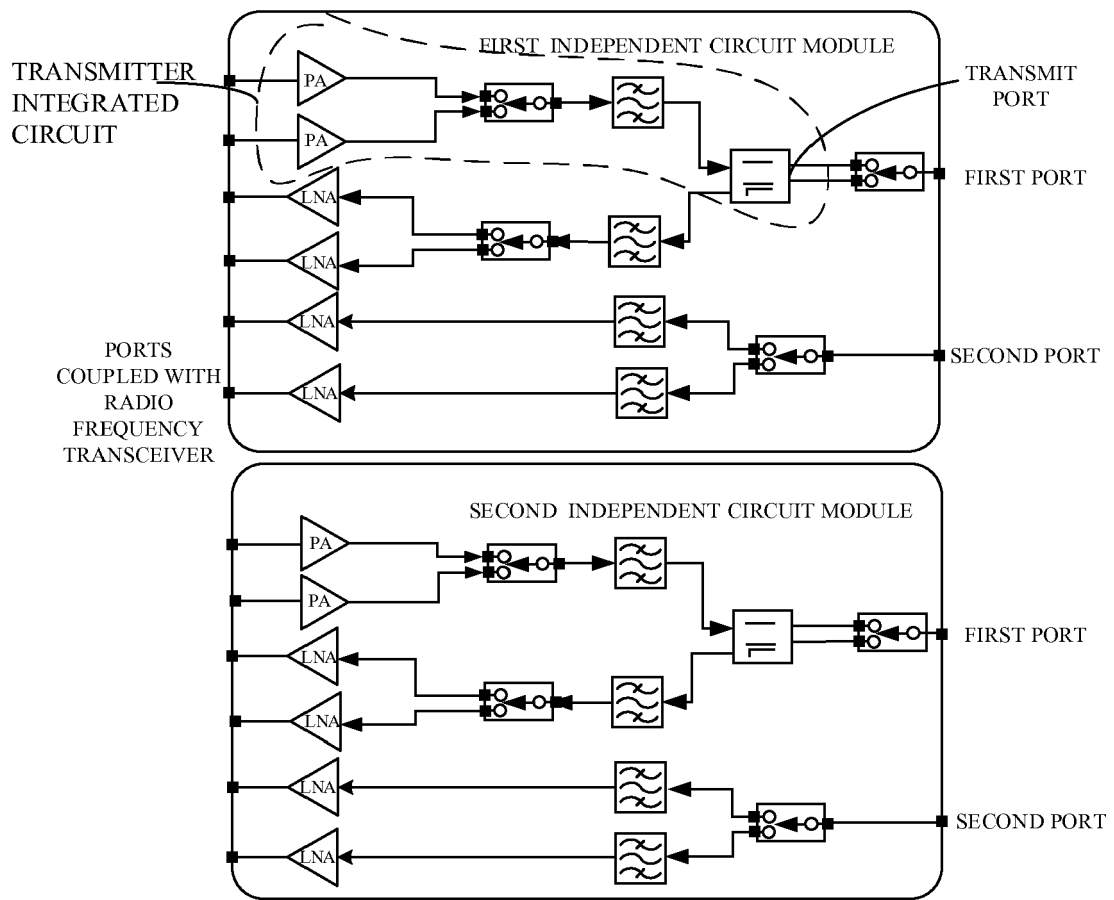 FIRST INDEPENDENT CIRCUIT MODULE
TRANSMITTER
INTEGRATED
CIRCUIT
PA
PA
TRANSMIT
PORT
FIRST PORT
LNA
LNA
LNA
LNA
SECOND PORT
PORTS
COUPLED WITH
RADIO
FREQUENCY
TRANSCEIVER
SECOND INDEPENDENT CIRCUIT MODULE
PA
PA
FIRST PORT
LNA
LNA
LNA
LNA
SECOND PORT